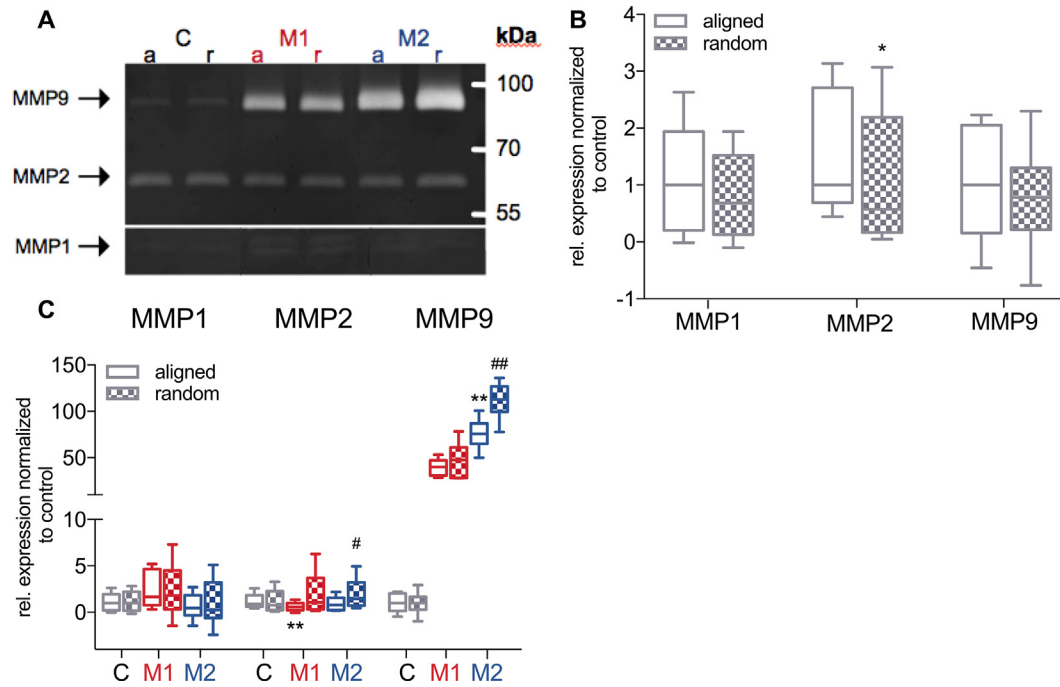 A
C M1 M2 kDa
a r a r a r
MMP9
100
70
MMP2
55
MMP1
B
aligned
random
*
4
3
2
1
0
-1
rel. expression normalized
to control
MMP1 MMP2 MMP9
C
MMP1 MMP2 MMP9
aligned
random
150
100
50
10
5
0
rel. expression normalized
to control
**
#
**
##
C M1 M2 C M1 M2 C M1 M2